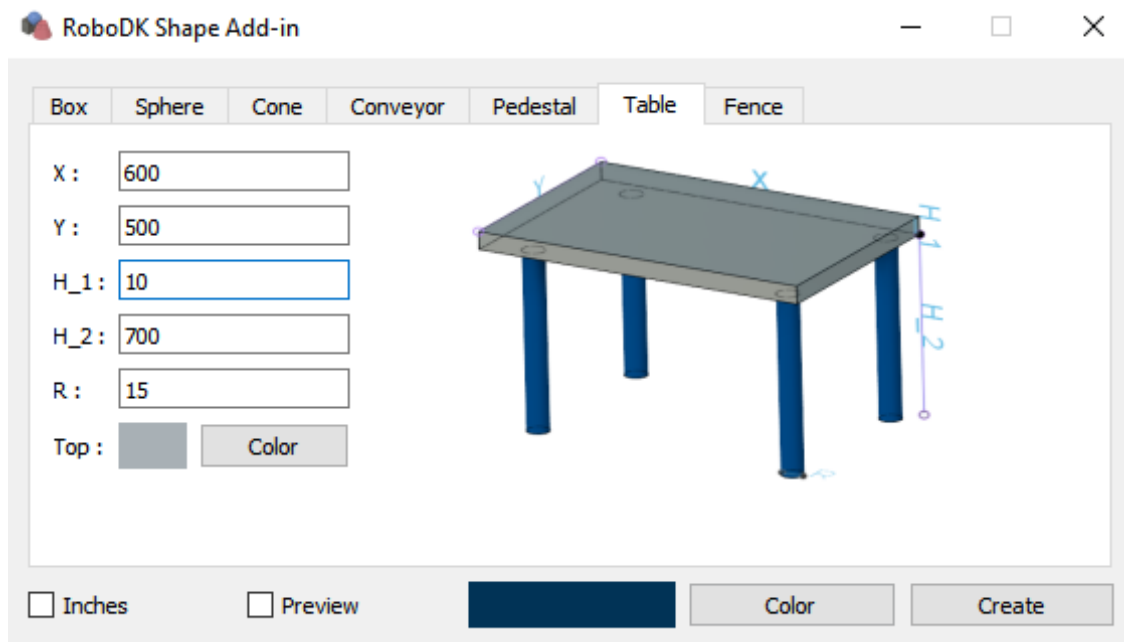 RoboDK Shape Add-in
Box Sphere Cone Conveyor Pedestal Table Fence
X : 600
Y : 500
H_1 : 10
H_2 : 700
R : 15
Top : Color
Y
X
H_1
H_2
R
Inches Preview Color Create